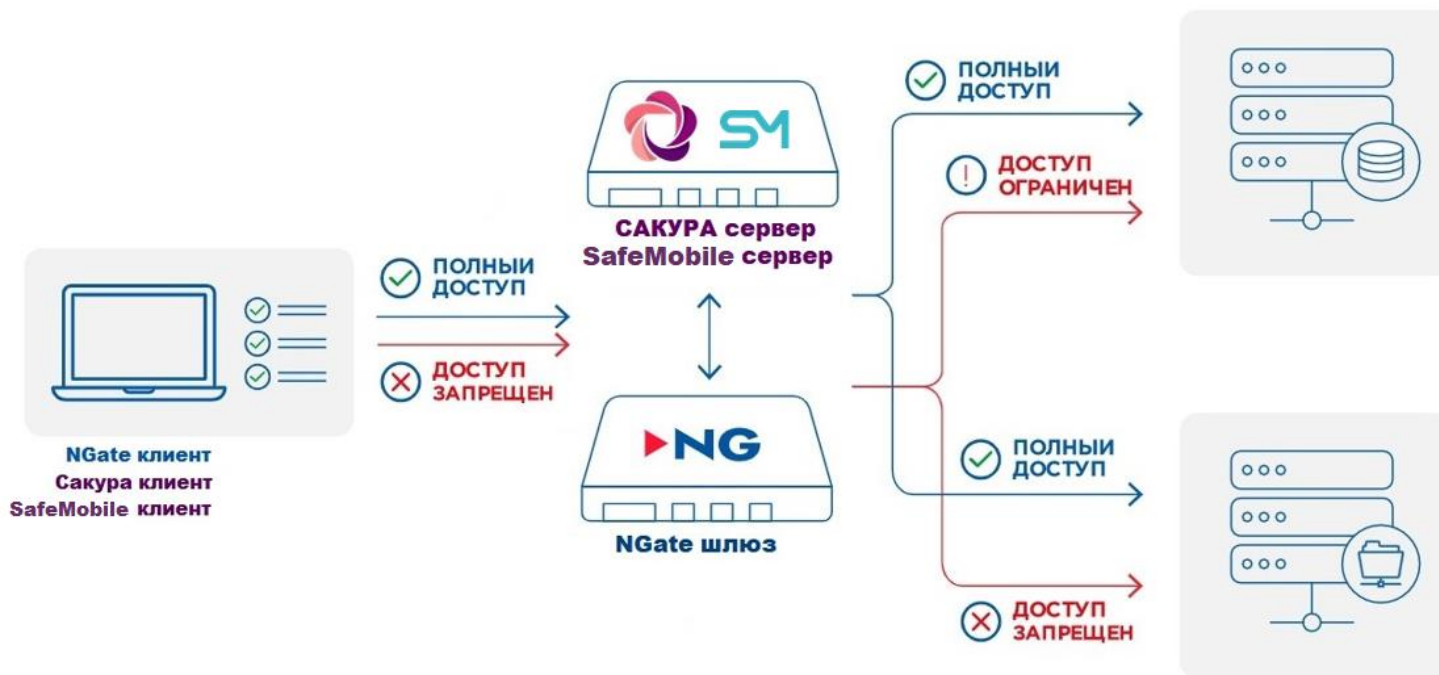 SM
САКУРА сервер
SafeMobile сервер
ПОЛНЫЙ
ДОСТУП
ДОСТУП
ЗАПРЕЩЕН
NGate клиент
Сакура клиент
SafeMobile клиент
NG
NGate шлюз
ПОЛНЫЙ
ДОСТУП
ДОСТУП
ОГРАНИЧЕН
ПОЛНЫЙ
ДОСТУП
ДОСТУП
ЗАПРЕЩЕН